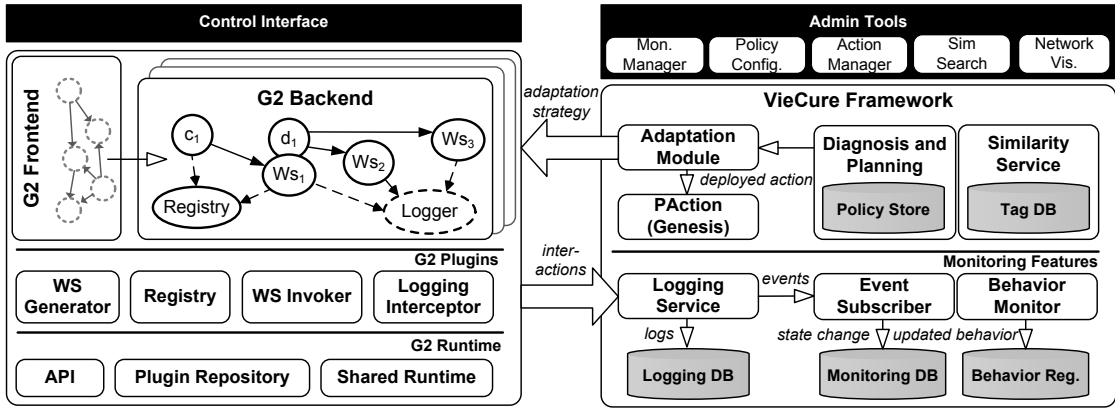 Control Interface
G2 Frontend
G2 Backend
c1
d1
Ws1
Ws2
Ws3
Registry
Logger
G2 Plugins
WS
Generator
Registry
WS Invoker
Logging
Interceptor
G2 Runtime
API
Plugin Repository
Shared Runtime
adaptation
strategy
inter-
actions
Admin Tools
Mon.
Manager
Policy
Config.
Action
Manager
Sim
Search
Network
Vis.
VieCure Framework
Adaptation
Module
Diagnosis and
Planning
Similarity
Service
deployed action
PAction
(Genesis)
Policy Store
Tag DB
Monitoring Features
Logging
Service
events
Event
Subscriber
Behavior
Monitor
logs
state change
updated behavior
Logging DB
Monitoring DB
Behavior Reg.